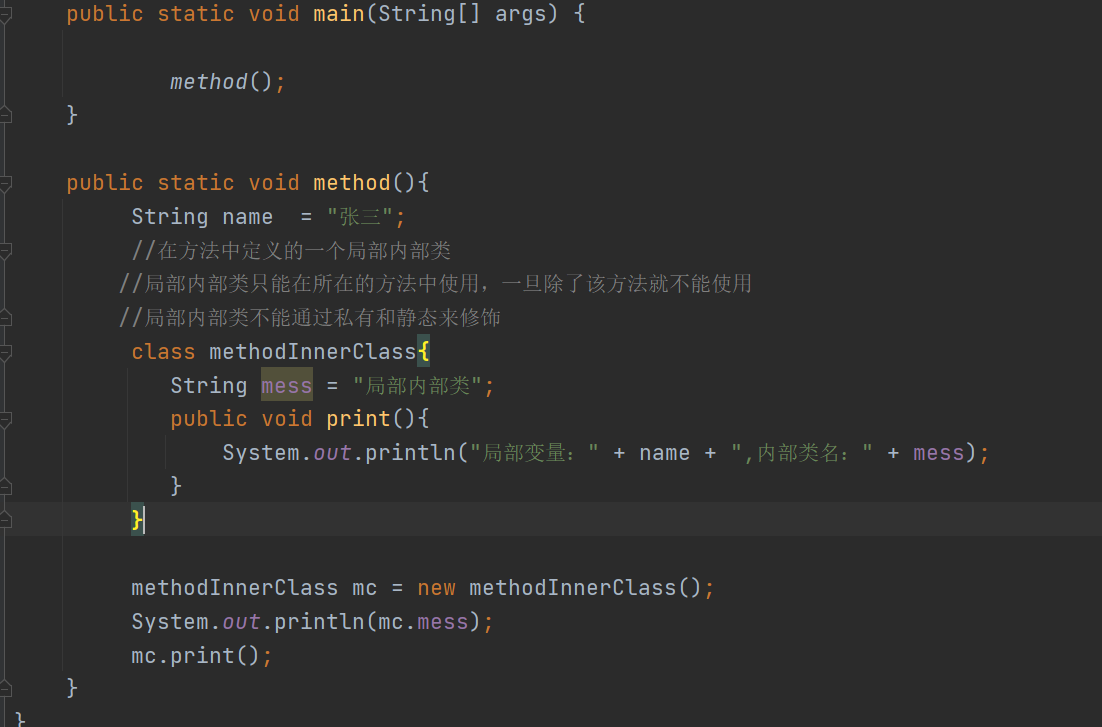 public static void main(String[] args) {
method();
}
public static void method(){
String name  = "张三";
//在方法中定义的一个局部内部类
//局部内部类只能在所在的方法中使用，一旦除了该方法就不能使用
//局部内部类不能通过私有和静态来修饰
class methodInnerClass{
String mess = "局部内部类";
public void print(){
System.out.println("局部变量：" + name + ",内部类名：" + mess);
}
}
methodInnerClass mc = new methodInnerClass();
System.out.println(mc.mess);
mc.print();
}
}